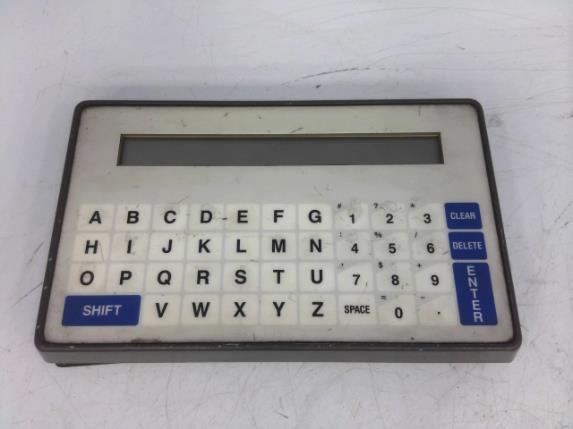 A B C D E F G # 1 ? 2 * 3 CLEAR
H I J K L M N : 4 % 5 / 6 DELETE
O P Q R S T U 7 $ 8 + 9 ENTER
SHIFT V W X Y Z SPACE = 0 - .